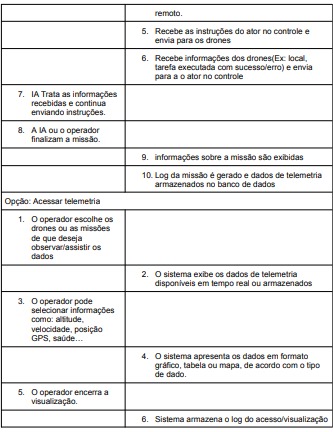 remoto.
5. Recebe as instruções do ator no controle e
envia para os drones
6. Recebe informações dos drones(Ex: local,
tarefa executada com sucesso/erro) e envia
para a o ator no controle
7. IA Trata as informações
recebidas e continua
enviando instruções.
8. A IA ou o operador
finalizam a missão.
9. informações sobre a missão são exibidas
10. Log da missão é gerado e dados de telemetria
armazenados no banco de dados
Opção: Acessar telemetria
1. O operador escolhe os
drones ou as missões
de que deseja
observar/assistir os
dados
2. O sistema exibe os dados de telemetria
disponíveis em tempo real ou armazenados
3. O operador pode
selecionar informações
como: altitude,
velocidade, posição
GPS, saúde…
4. O sistema apresenta os dados em formato
gráfico, tabela ou mapa, de acordo com o tipo
de dado.
5. O operador encerra a
visualização.
6. Sistema armazena o log do acesso/visualização